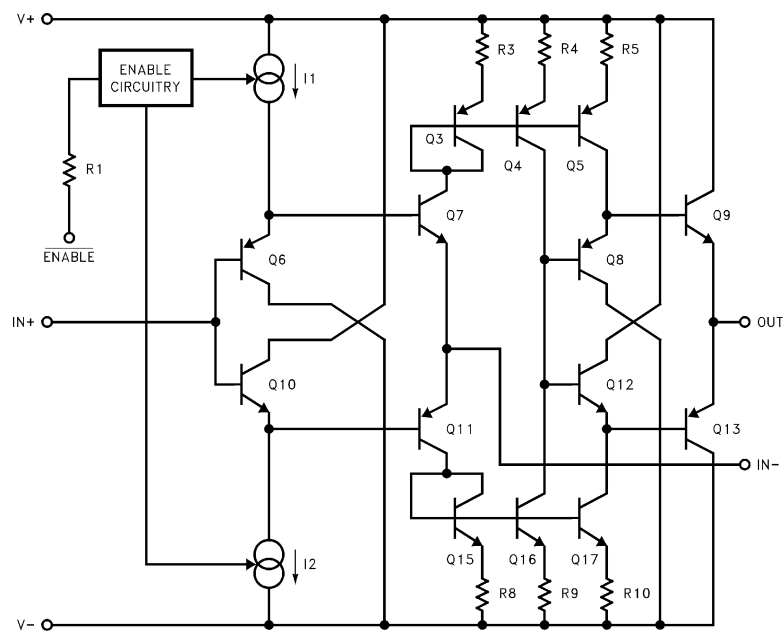 V+
R3
R4
R5
ENABLE
CIRCUITRY
I1
Q3
Q4
Q5
R1
Q7
Q9
ENABLE
Q6
Q8
IN+
OUT
Q10
Q12
Q11
Q13
IN-
Q15
Q16
Q17
I2
R8
R9
R10
V-